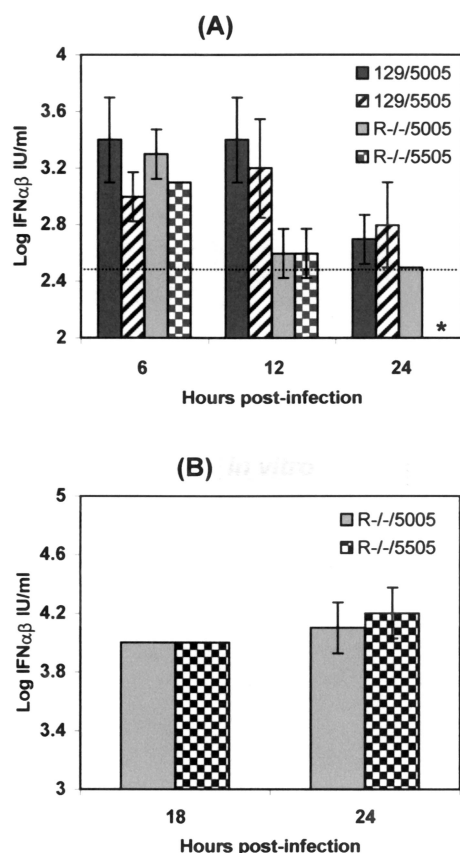 (A)
Log IFNαβ IU/ml
4
3.6
3.2
2.8
2.4
2
129/5005
129/5505
R-/-/5005
R-/-/5505
*
6 12 24
Hours post-infection
(B)
Log IFNαβ IU/ml
5
4.6
4.2
3.8
3.4
3
R-/-/5005
R-/-/5505
18 24
Hours post-infection